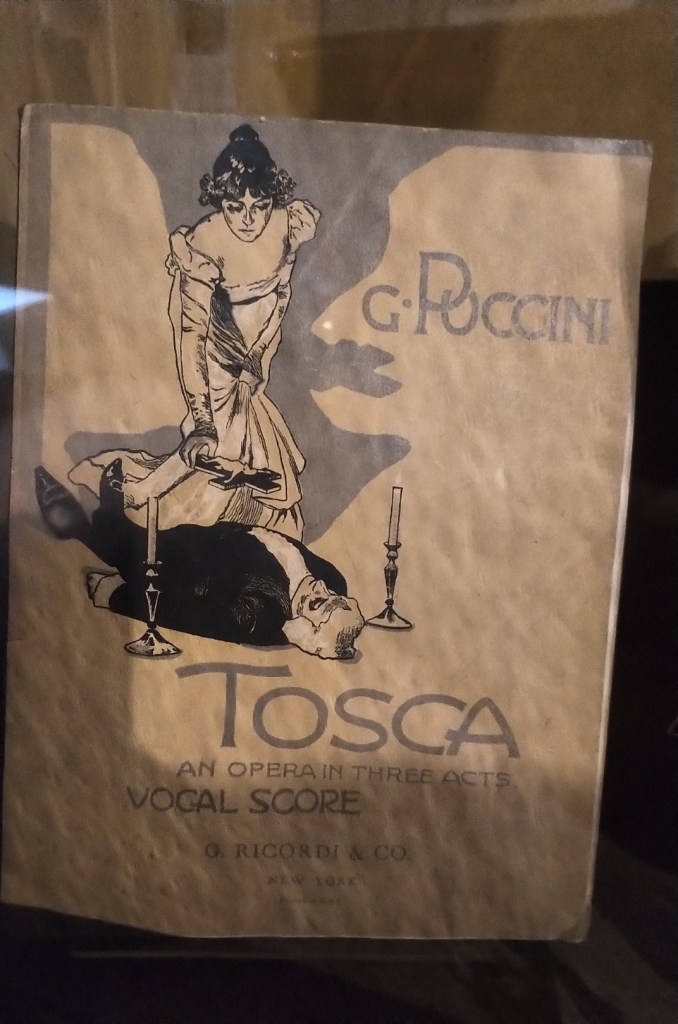 G. PUCCINI
TOSCA
AN OPERA IN THREE ACTS
VOCAL SCORE
G. RICORDI & CO.
NEW YORK